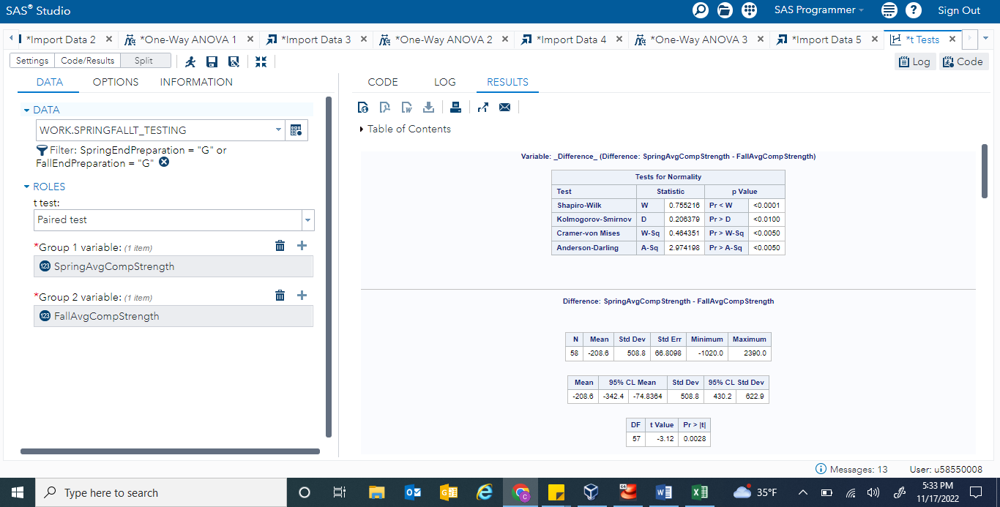 SAS® Studio
SAS Programmer
Sign Out
*Import Data 2 × *One-Way ANOVA 1 × *Import Data 3 × *One-Way ANOVA 2 × *Import Data 4 × *One-Way ANOVA 3 × *Import Data 5 × *t Tests ×
Settings Code/Results Split
Log Code
DATA OPTIONS INFORMATION
DATA
WORK.SPRINGFALLT_TESTING
Filter: SpringEndPreparation = "G" or
FallEndPreparation = "G"
ROLES
t test:
Paired test
*Group 1 variable: (1 item)
123 SpringAvgCompStrength
*Group 2 variable: (1 item)
123 FallAvgCompStrength
CODE LOG RESULTS
Table of Contents
Variable: _Difference_ (Difference: SpringAvgCompStrength - FallAvgCompStrength)
Tests for Normality
Test Statistic p Value
Shapiro-Wilk W 0.755216 Pr < W <0.0001
Kolmogorov-Smirnov D 0.206379 Pr > D <0.0100
Cramer-von Mises W-Sq 0.464351 Pr > W-Sq <0.0050
Anderson-Darling A-Sq 2.974198 Pr > A-Sq <0.0050
Difference: SpringAvgCompStrength - FallAvgCompStrength
N Mean Std Dev Std Err Minimum Maximum
58 -208.6 508.8 66.8098 -1020.0 2390.0
Mean 95% CL Mean Std Dev 95% CL Std Dev
-208.6 -342.4 -74.8364 508.8 430.2 622.9
DF t Value Pr > |t|
57 -3.12 0.0028
Messages: 13 User: u58550008
Type here to search
35°F
5:33 PM
11/17/2022